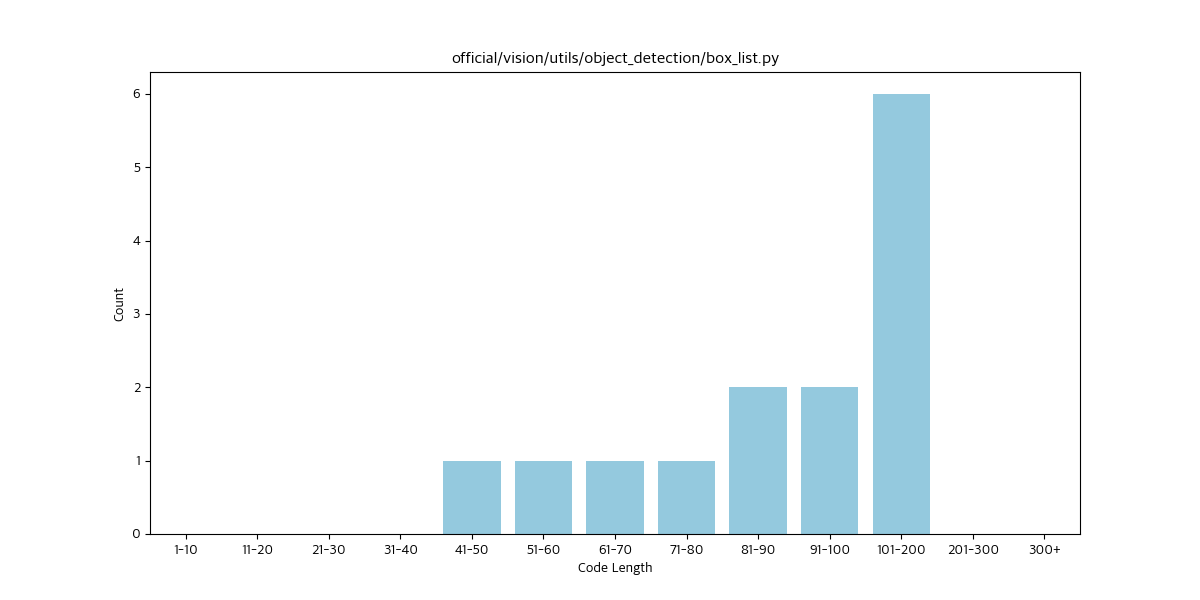 official/vision/utils/object_detection/box_list.py
6
5
4
3
2
1
0
Count
1-10 11-20 21-30 31-40 41-50 51-60 61-70 71-80 81-90 91-100 101-200 201-300 300+
Code Length